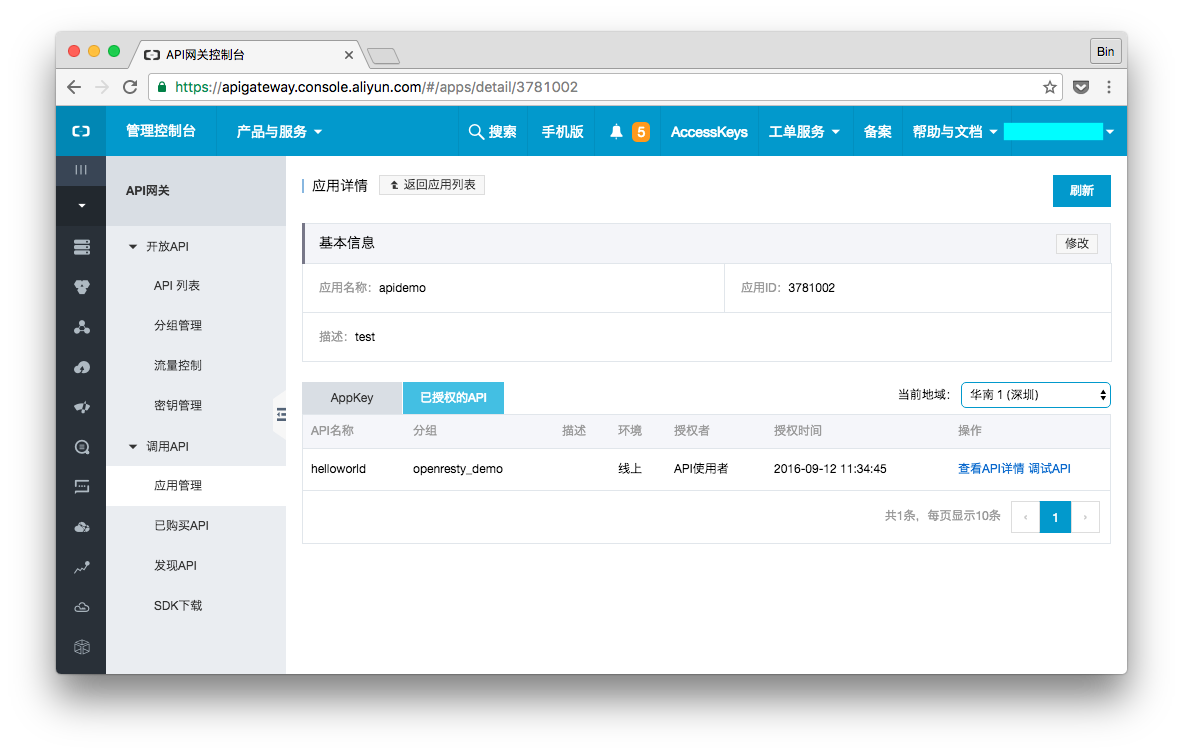 API网关控制台
Bin
https://apigateway.console.aliyun.com/#/apps/detail/3781002
管理控制台 产品与服务 搜索 手机版 5 AccessKeys 工单服务 备案 帮助与文档
API网关
应用详情 返回应用列表 刷新
开放API
API 列表
分组管理
流量控制
密钥管理
调用API
应用管理
已购买API
发现API
SDK下载
基本信息 修改
应用名称: apidemo 应用ID: 3781002
描述: test
AppKey 已授权的API 当前地域: 华南 1 (深圳)
API名称 分组 描述 环境 授权者 授权时间 操作
helloworld openresty_demo 线上 API使用者 2016-09-12 11:34:45 查看API详情 调试API
共1条, 每页显示10条 ‹ 1 ›